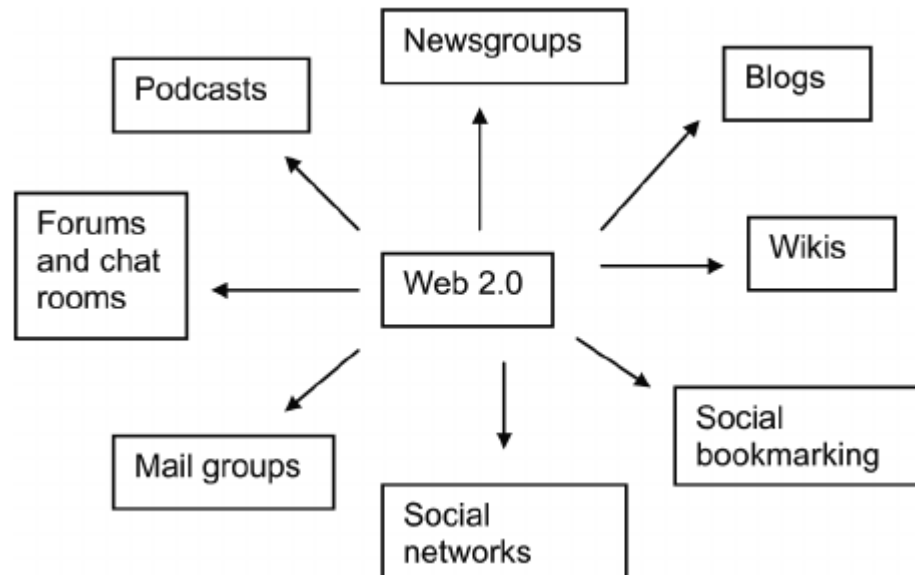 Newsgroups
Blogs
Podcasts
Forums
and chat
rooms
Web 2.0
Wikis
Social
bookmarking
Mail groups
Social
networks